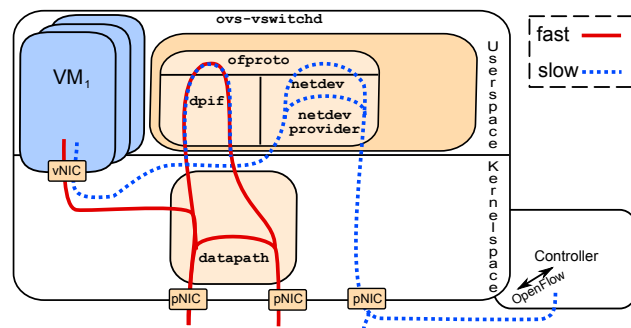 ovs-vswitchd
fast
slow
VM1
ofproto
dpif
netdev
netdev
provider
Userspace
vNIC
Kernelspace
datapath
Controller
OpenFlow
pNIC
pNIC
pNIC